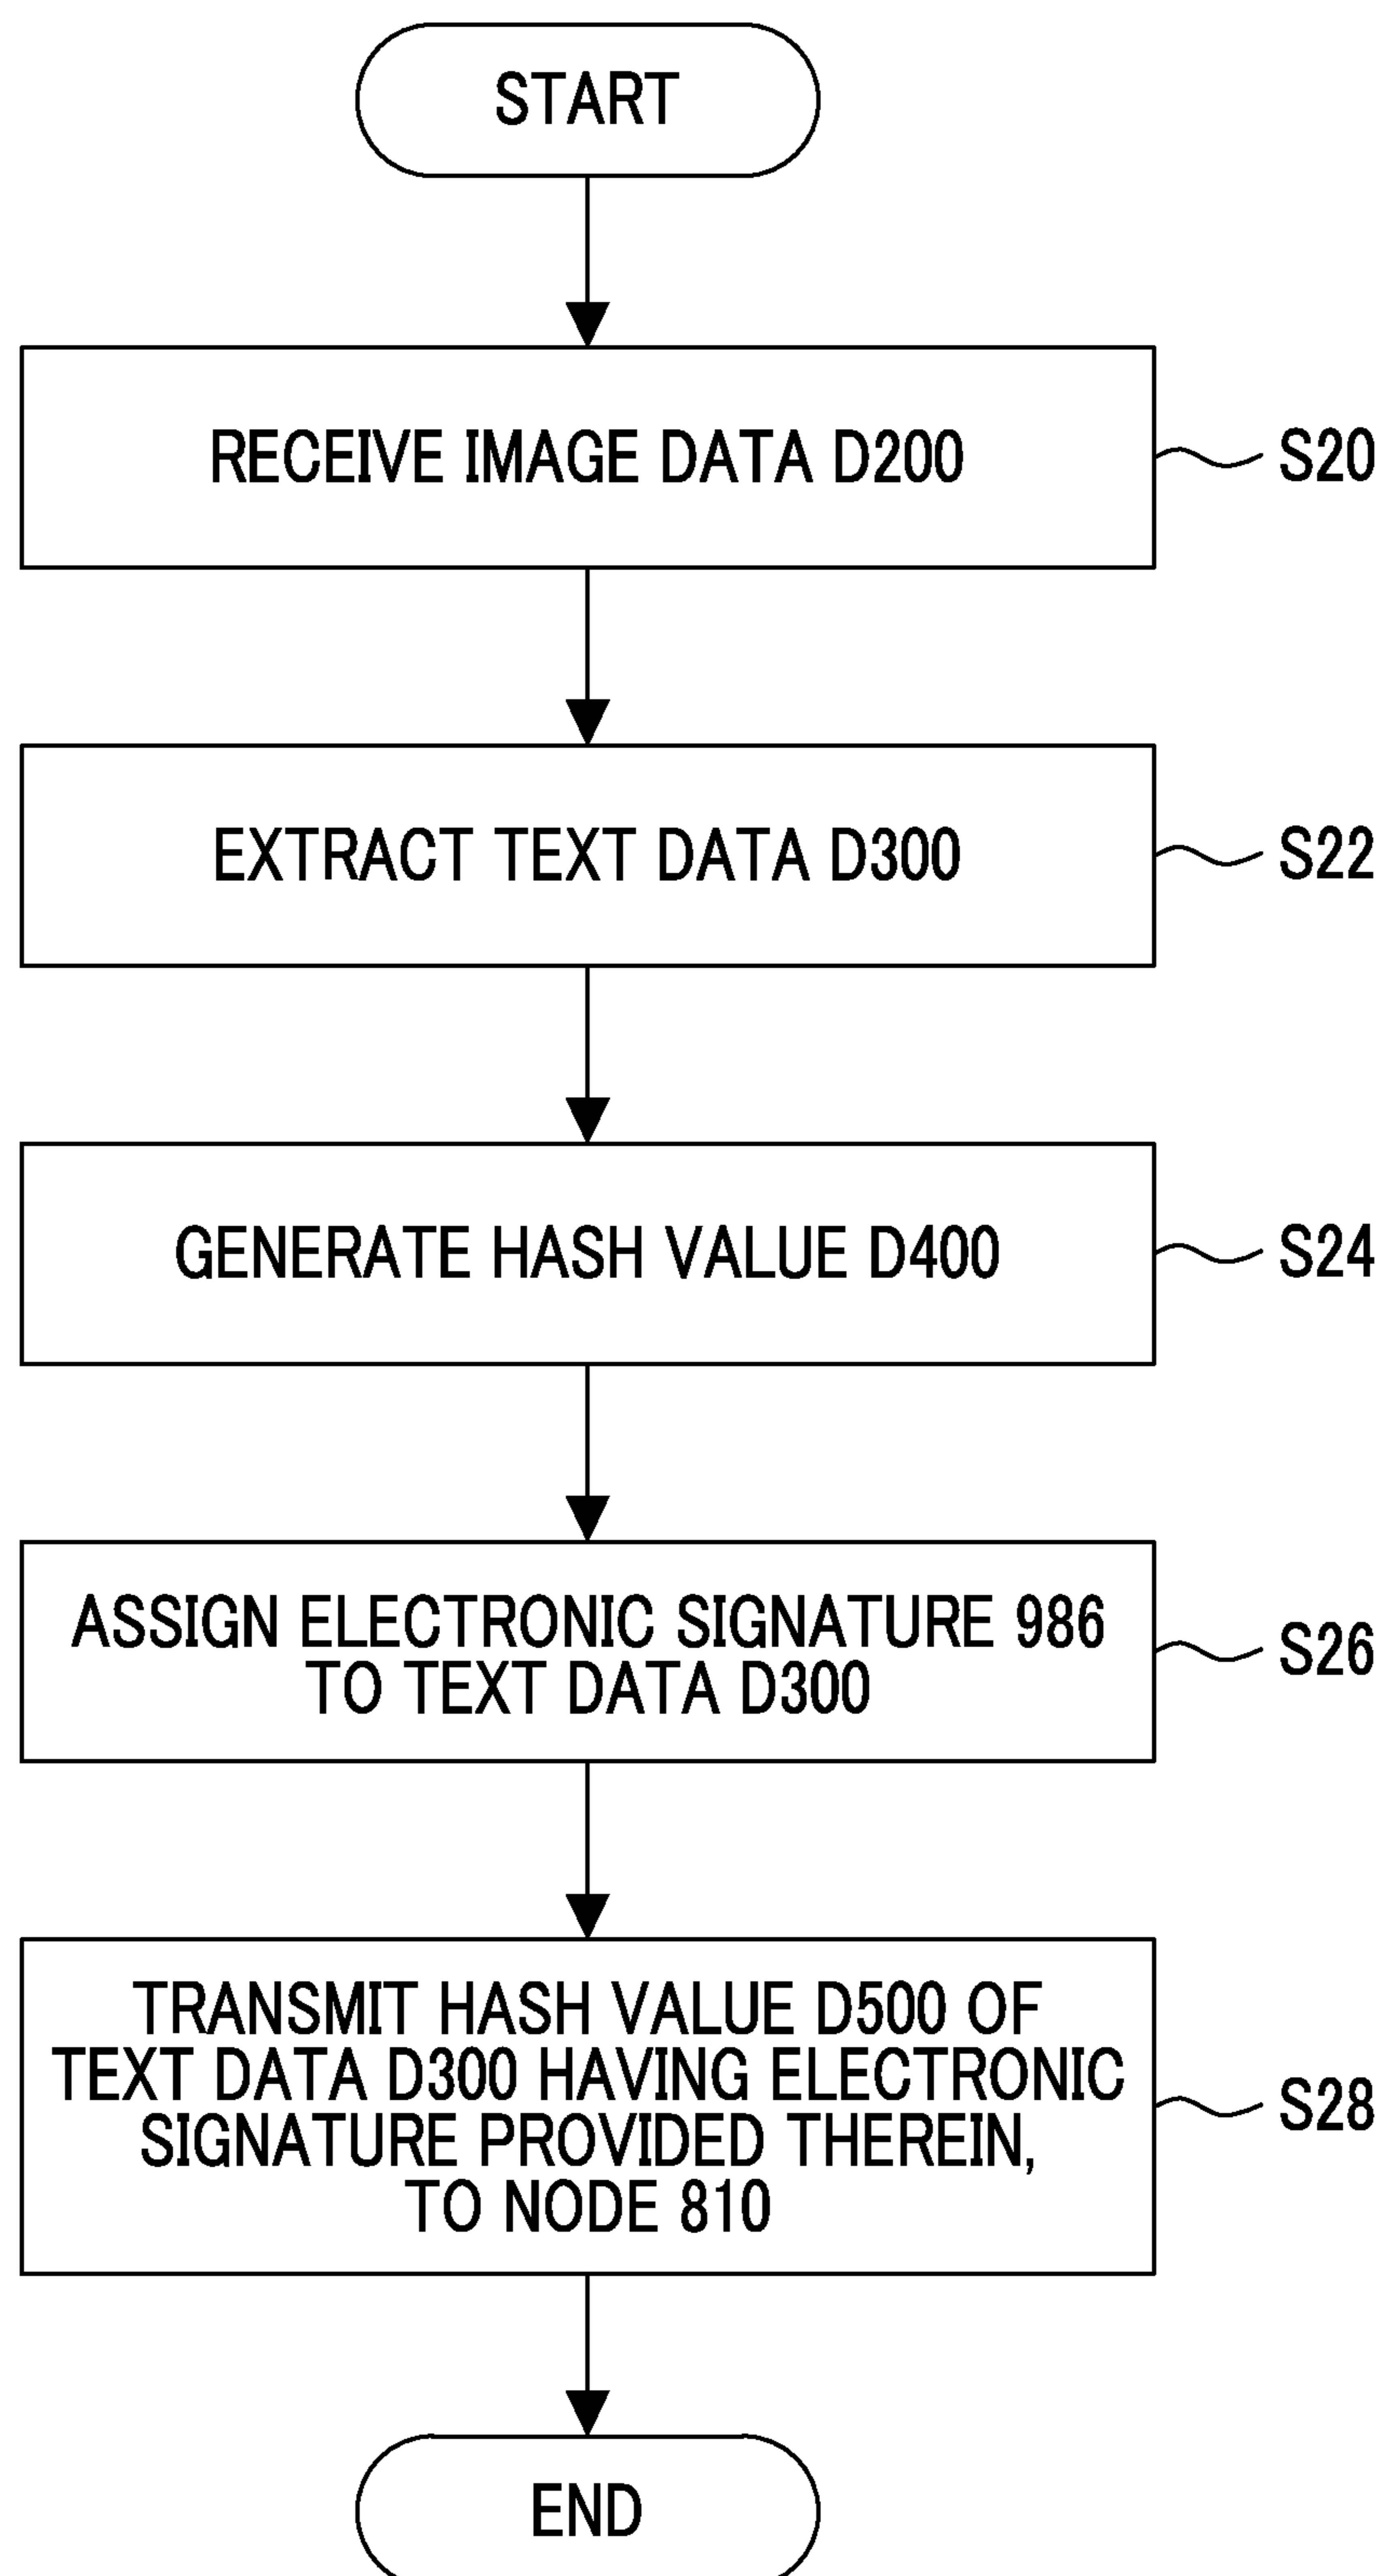 START
RECEIVE IMAGE DATA D200
S20
EXTRACT TEXT DATA D300
S22
GENERATE HASH VALUE D400
S24
ASSIGN ELECTRONIC SIGNATURE 986
TO TEXT DATA D300
S26
TRANSMIT HASH VALUE D500 OF
TEXT DATA D300 HAVING ELECTRONIC
SIGNATURE PROVIDED THEREIN,
TO NODE 810
S28
END